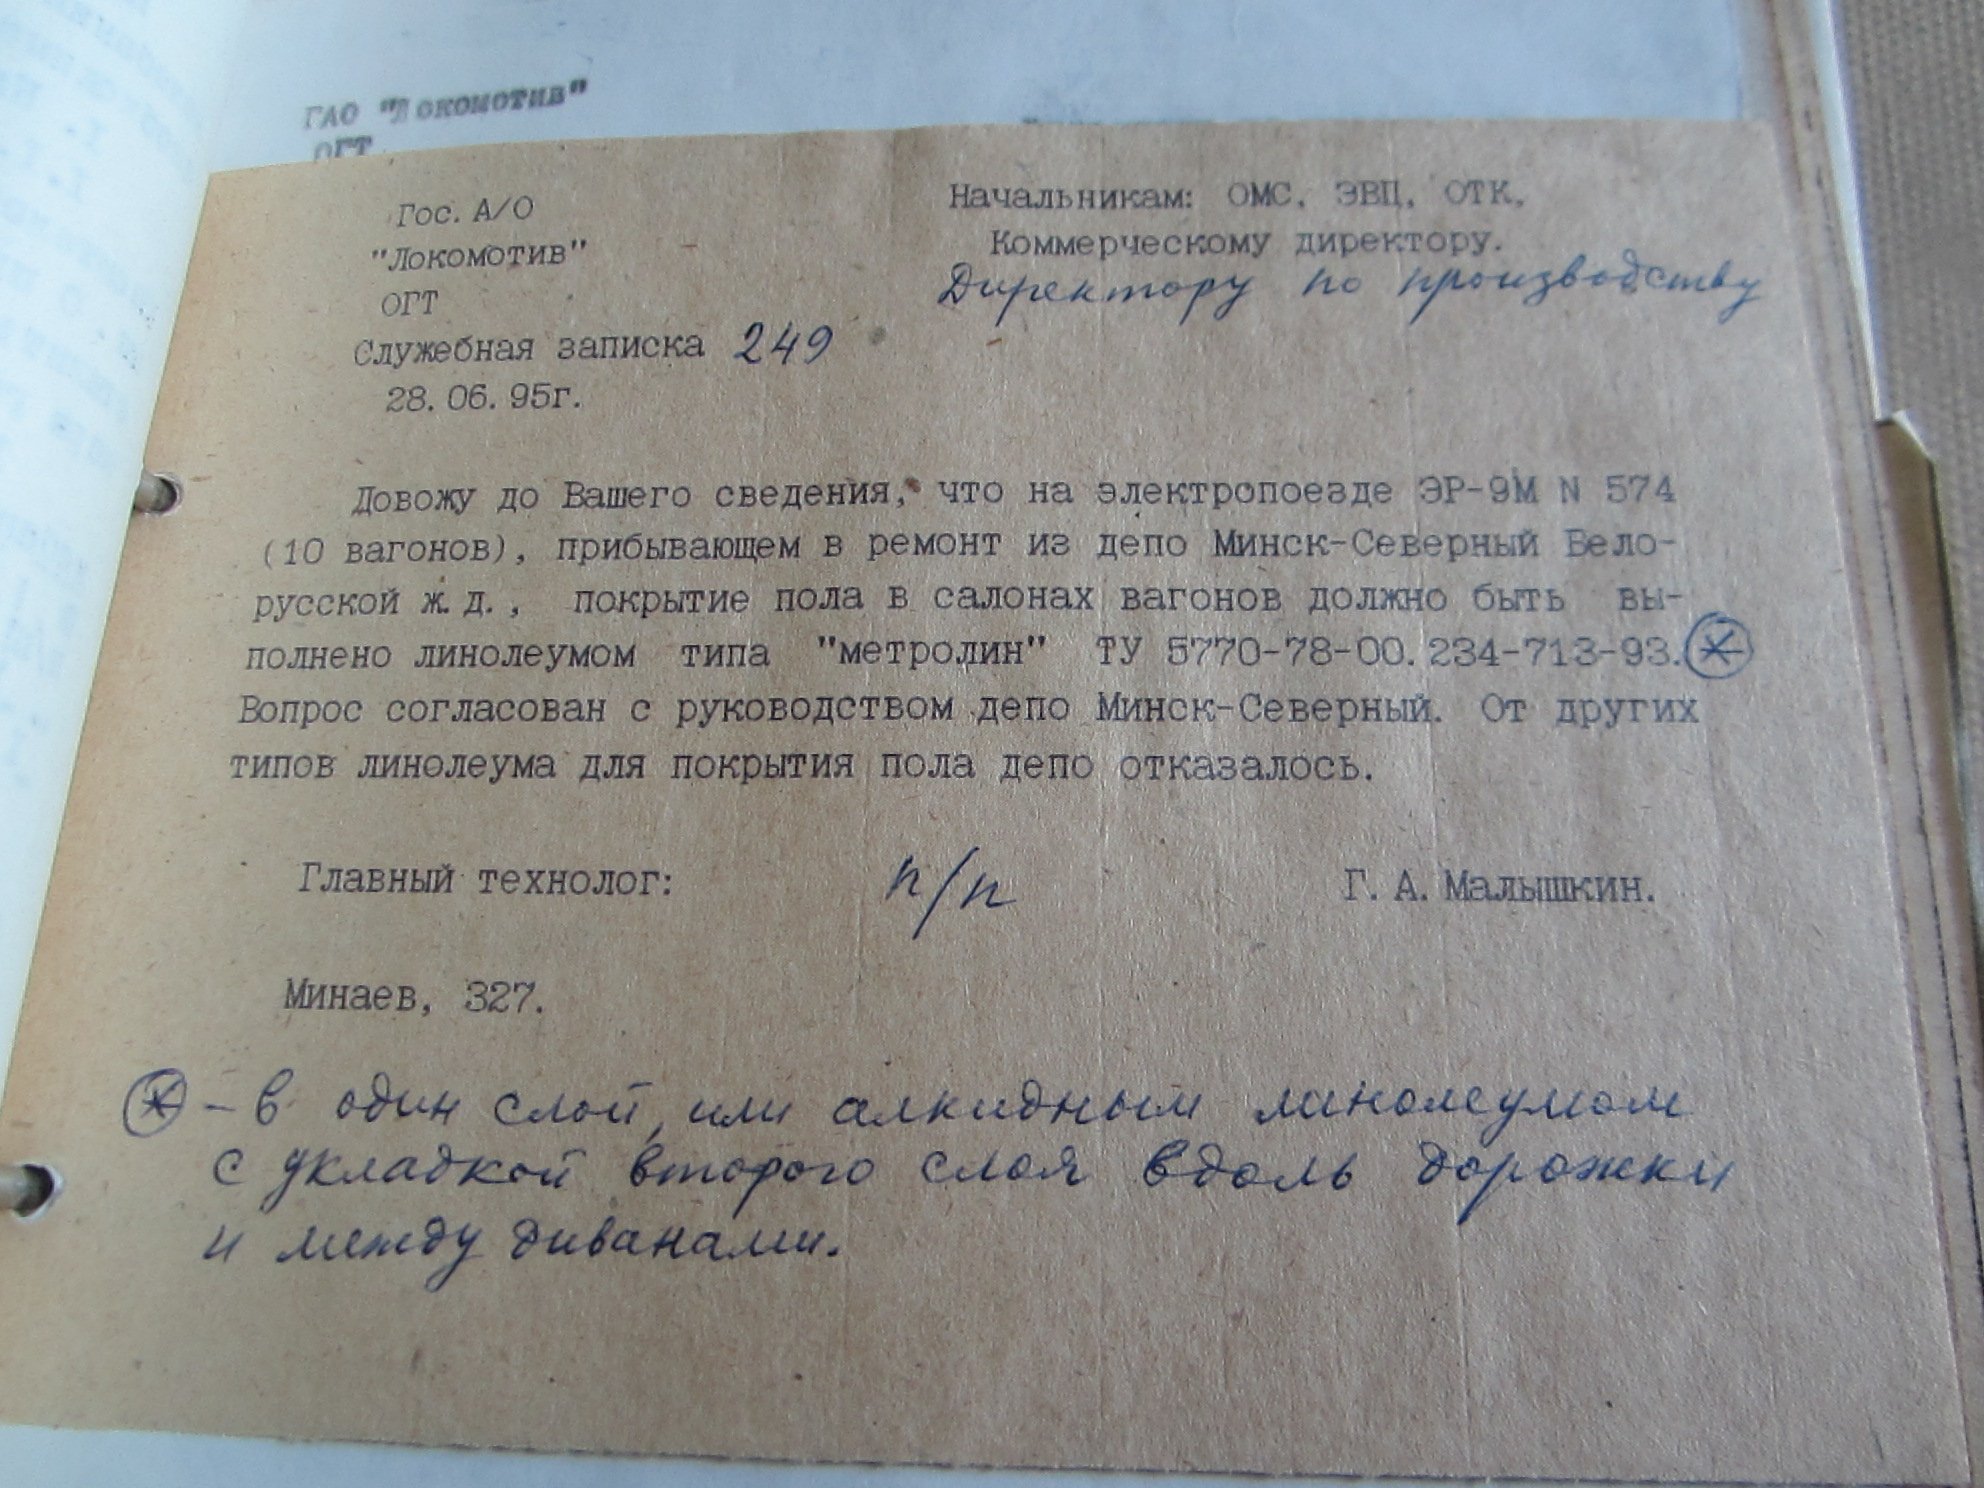 ГАО "Локомотив"
ОГТ
Гос. А/О
"Локомотив"
ОГТ
Служебная записка 249
28.06.95г.
Начальникам: ОМС, ЭВЦ, ОТК,
Коммерческому директору.
Директору по производству
Довожу до Вашего сведения, что на электропоезде ЭР-9М N 574
(10 вагонов), прибывающем в ремонт из депо Минск-Северный Бело-
русской ж.д., покрытие пола в салонах вагонов должно быть вы-
полнено линолеумом типа "метролин" ТУ 5770-78-00.234-713-93. *
Вопрос согласован с руководством депо Минск-Северный. От других
типов линолеума для покрытия пола депо отказалось.
Главный технолог: п/п Г.А.Малышкин.
Минаев, 327.
* - в один слой, или алкидным линолеумом
с укладкой второго слоя вдоль дорожки
и между диванами.